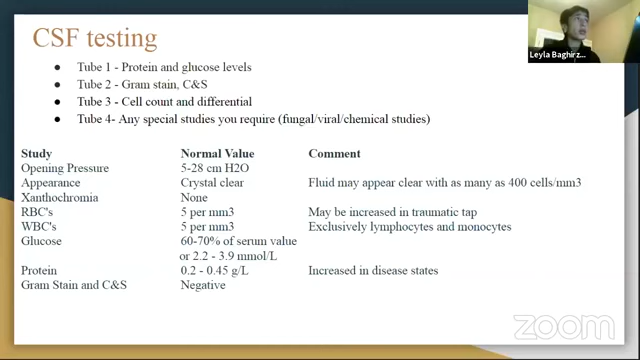 CSF testing
Leyla Baghirz...
● Tube 1 - Protein and glucose levels
● Tube 2 - Gram stain, C&S
● Tube 3 - Cell count and differential
● Tube 4- Any special studies you require (fungal/viral/chemical studies)
Study Normal Value Comment
Opening Pressure 5-28 cm H2O
Appearance Crystal clear Fluid may appear clear with as many as 400 cells/mm3
Xanthochromia None
RBC's 5 per mm3 May be increased in traumatic tap
WBC's 5 per mm3 Exclusively lymphocytes and monocytes
Glucose 60-70% of serum value
or 2.2 - 3.9 mmol/L
Protein 0.2 - 0.45 g/L Increased in disease states
Gram Stain and C&S Negative
zoom